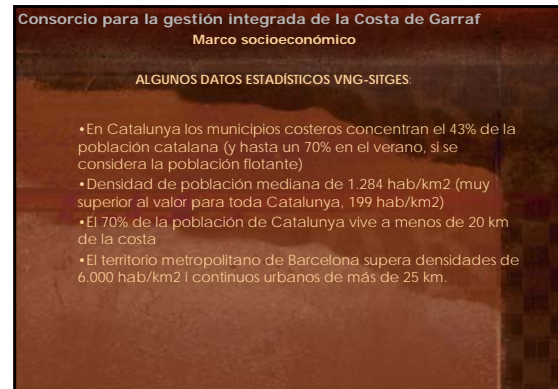 Consorcio para la gestión integrada de la Costa de Garraf
Marco socioeconómico
ALGUNOS DATOS ESTADÍSTICOS VNG-SITGES:
•En Catalunya los municipios costeros concentran el 43% de la
población catalana (y hasta un 70% en el verano, si se
considera la población flotante)
•Densidad de población mediana de 1.284 hab/km2 (muy
superior al valor para toda Catalunya, 199 hab/km2)
•El 70% de la población de Catalunya vive a menos de 20 km
de la costa
•El territorio metropolitano de Barcelona supera densidades de
6.000 hab/km2 i continuos urbanos de más de 25 km.